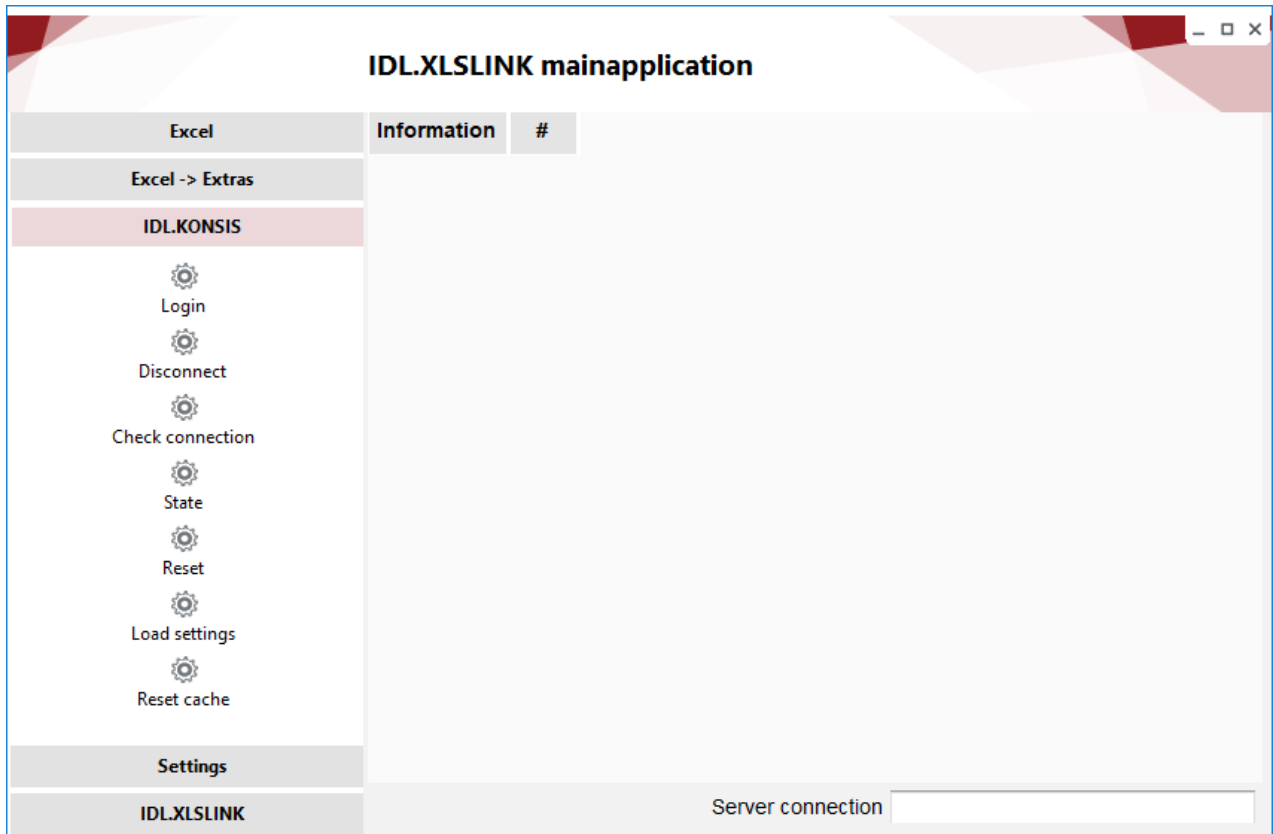 IDL.XLSLINK mainapplication
Excel
Information #
Excel -> Extras
IDL.KONSIS
Login
Disconnect
Check connection
State
Reset
Load settings
Reset cache
Settings
IDL.XLSLINK
Server connection